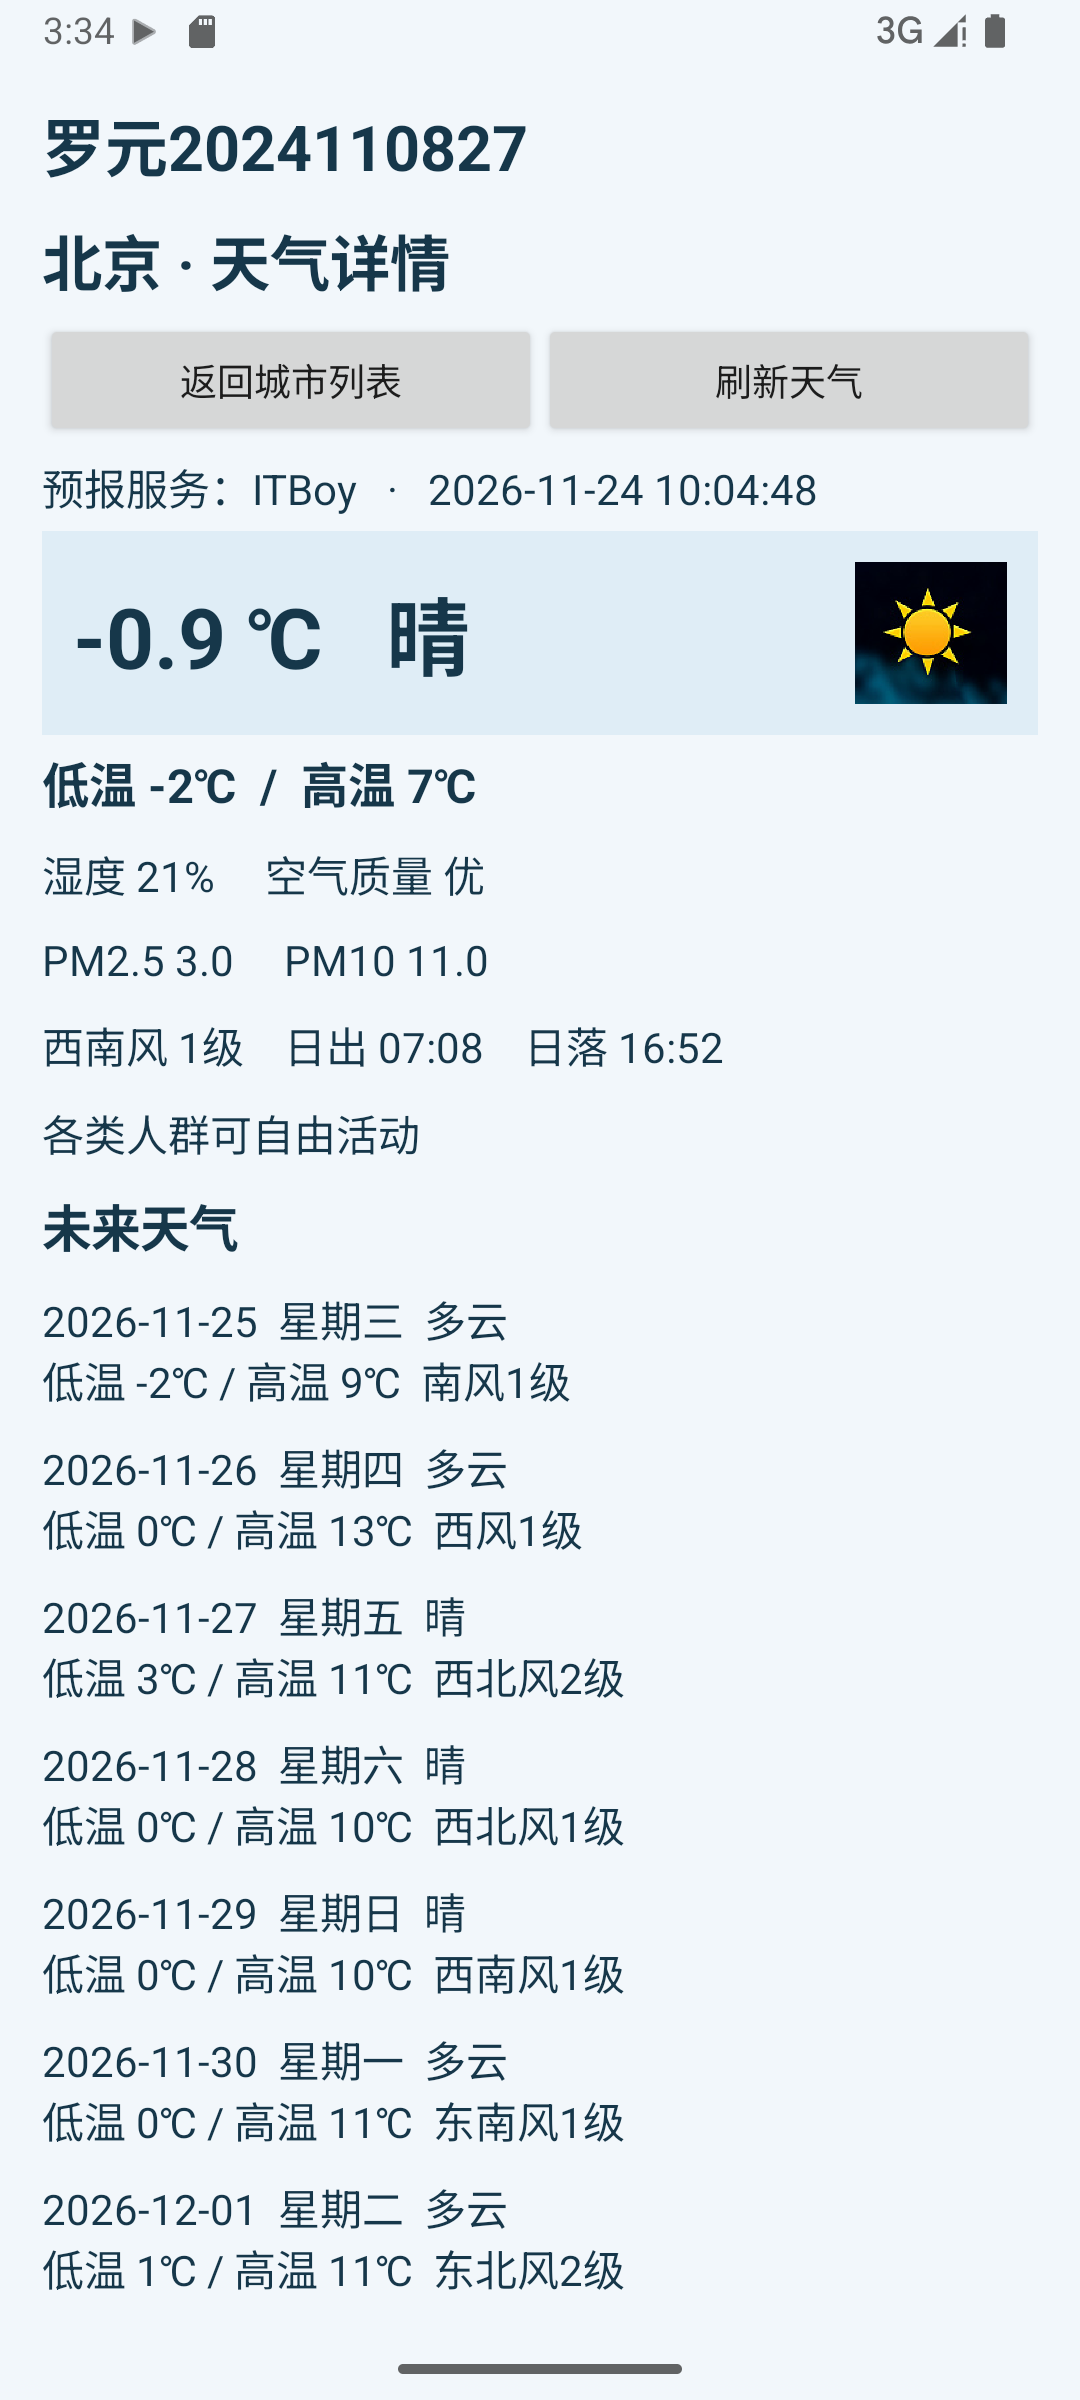 3:34
3G
罗元2024110827
北京 · 天气详情
返回城市列表 刷新天气
预报服务：ITBoy · 2026-11-24 10:04:48
-0.9 ℃ 晴
低温 -2℃ / 高温 7℃
湿度 21% 空气质量 优
PM2.5 3.0 PM10 11.0
西南风 1级 日出 07:08 日落 16:52
各类人群可自由活动
未来天气
2026-11-25 星期三 多云
低温 -2℃ / 高温 9℃ 南风1级
2026-11-26 星期四 多云
低温 0℃ / 高温 13℃ 西风1级
2026-11-27 星期五 晴
低温 3℃ / 高温 11℃ 西北风2级
2026-11-28 星期六 晴
低温 0℃ / 高温 10℃ 西北风1级
2026-11-29 星期日 晴
低温 0℃ / 高温 10℃ 西南风1级
2026-11-30 星期一 多云
低温 0℃ / 高温 11℃ 东南风1级
2026-12-01 星期二 多云
低温 1℃ / 高温 11℃ 东北风2级